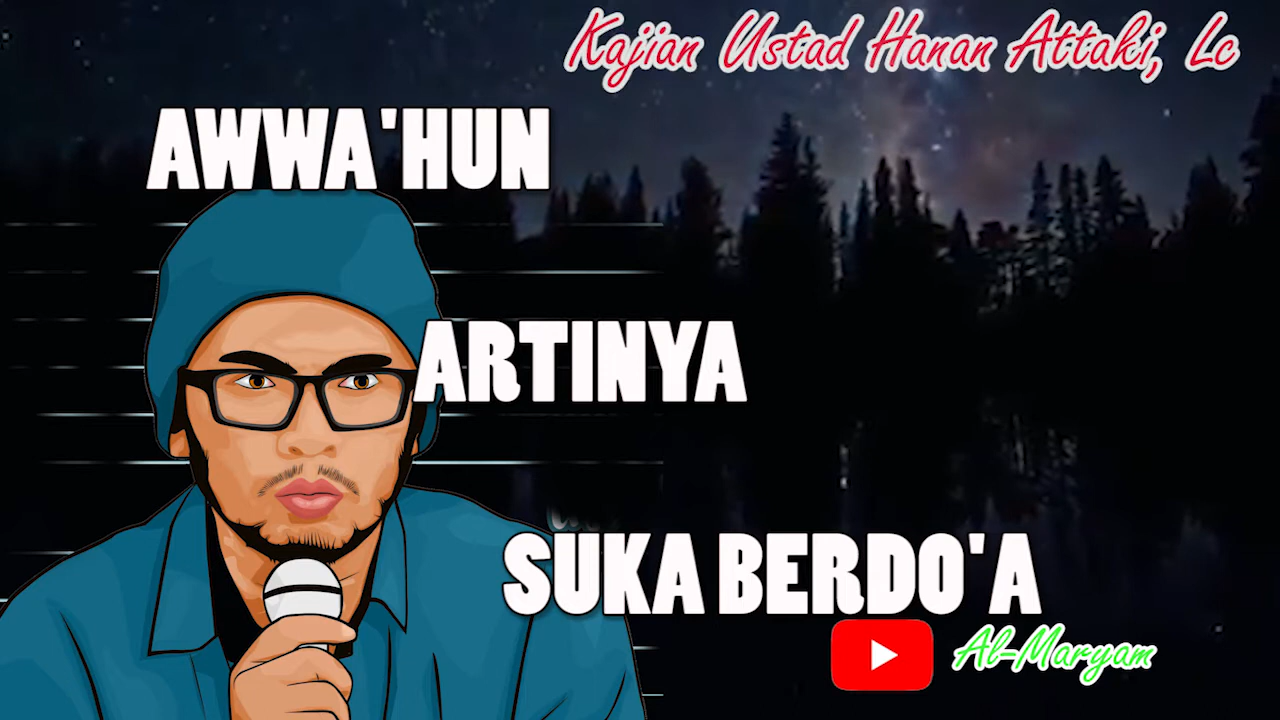 Kajian Ustad Hanan Attaki, Lc
AWWA'HUN
ARTINYA
SUKA BERDO'A
Al-Maryam